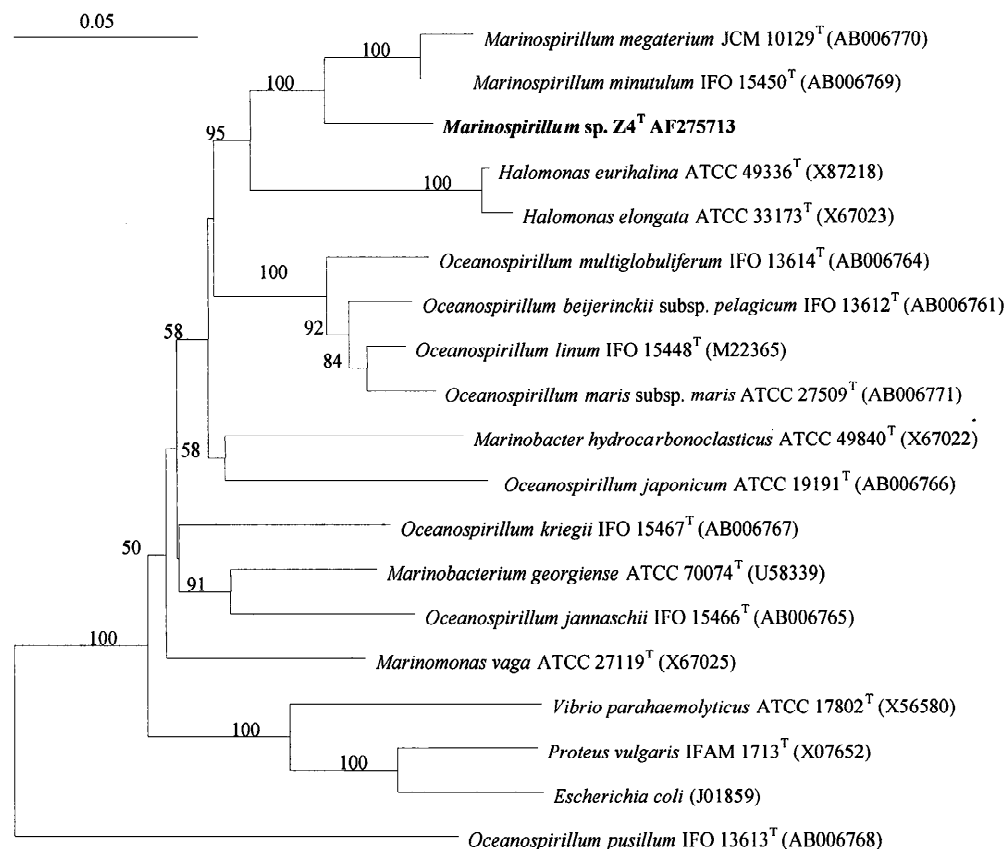 0.05
100
Marinospirillum megaterium JCM 10129T (AB006770)
100
Marinospirillum minutulum IFO 15450T (AB006769)
Marinospirillum sp. Z4T AF275713
95
Halomonas eurihalina ATCC 49336T (X87218)
100
Halomonas elongata ATCC 33173T (X67023)
Oceanospirillum multiglobuliferum IFO 13614T (AB006764)
100
Oceanospirillum beijerinckii subsp. pelagicum IFO 13612T (AB006761)
92
58
Oceanospirillum linum IFO 15448T (M22365)
84
Oceanospirillum maris subsp. maris ATCC 27509T (AB006771)
Marinobacter hydrocarbonoclasticus ATCC 49840T (X67022)
58
Oceanospirillum japonicum ATCC 19191T (AB006766)
Oceanospirillum kriegii IFO 15467T (AB006767)
50
Marinobacterium georgiense ATCC 70074T (U58339)
91
Oceanospirillum jannaschii IFO 15466T (AB006765)
100
Marinomonas vaga ATCC 27119T (X67025)
Vibrio parahaemolyticus ATCC 17802T (X56580)
100
Proteus vulgaris IFAM 1713T (X07652)
100
Escherichia coli (J01859)
Oceanospirillum pusillum IFO 13613T (AB006768)